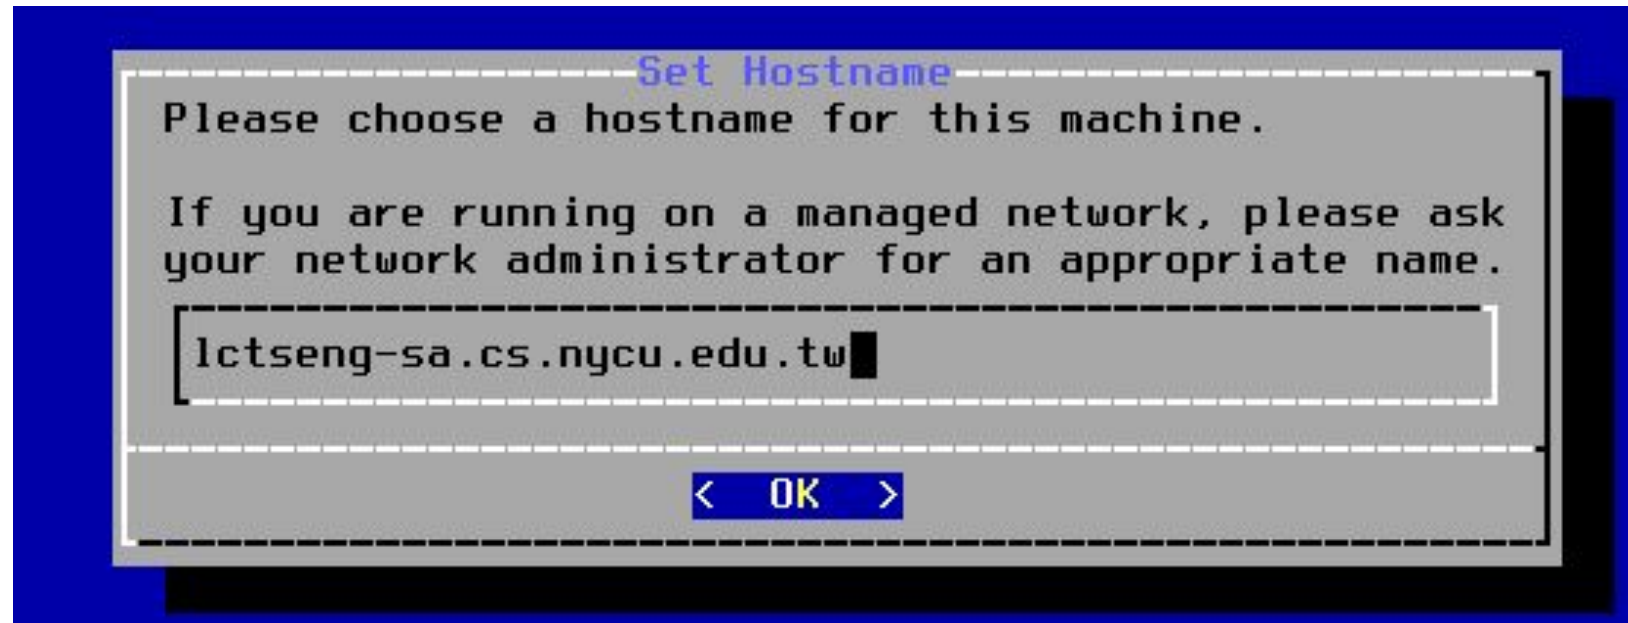 Set Hostname
Please choose a hostname for this machine.
If you are running on a managed network, please ask
your network administrator for an appropriate name.
lctseng-sa.cs.nycu.edu.tw
< OK >